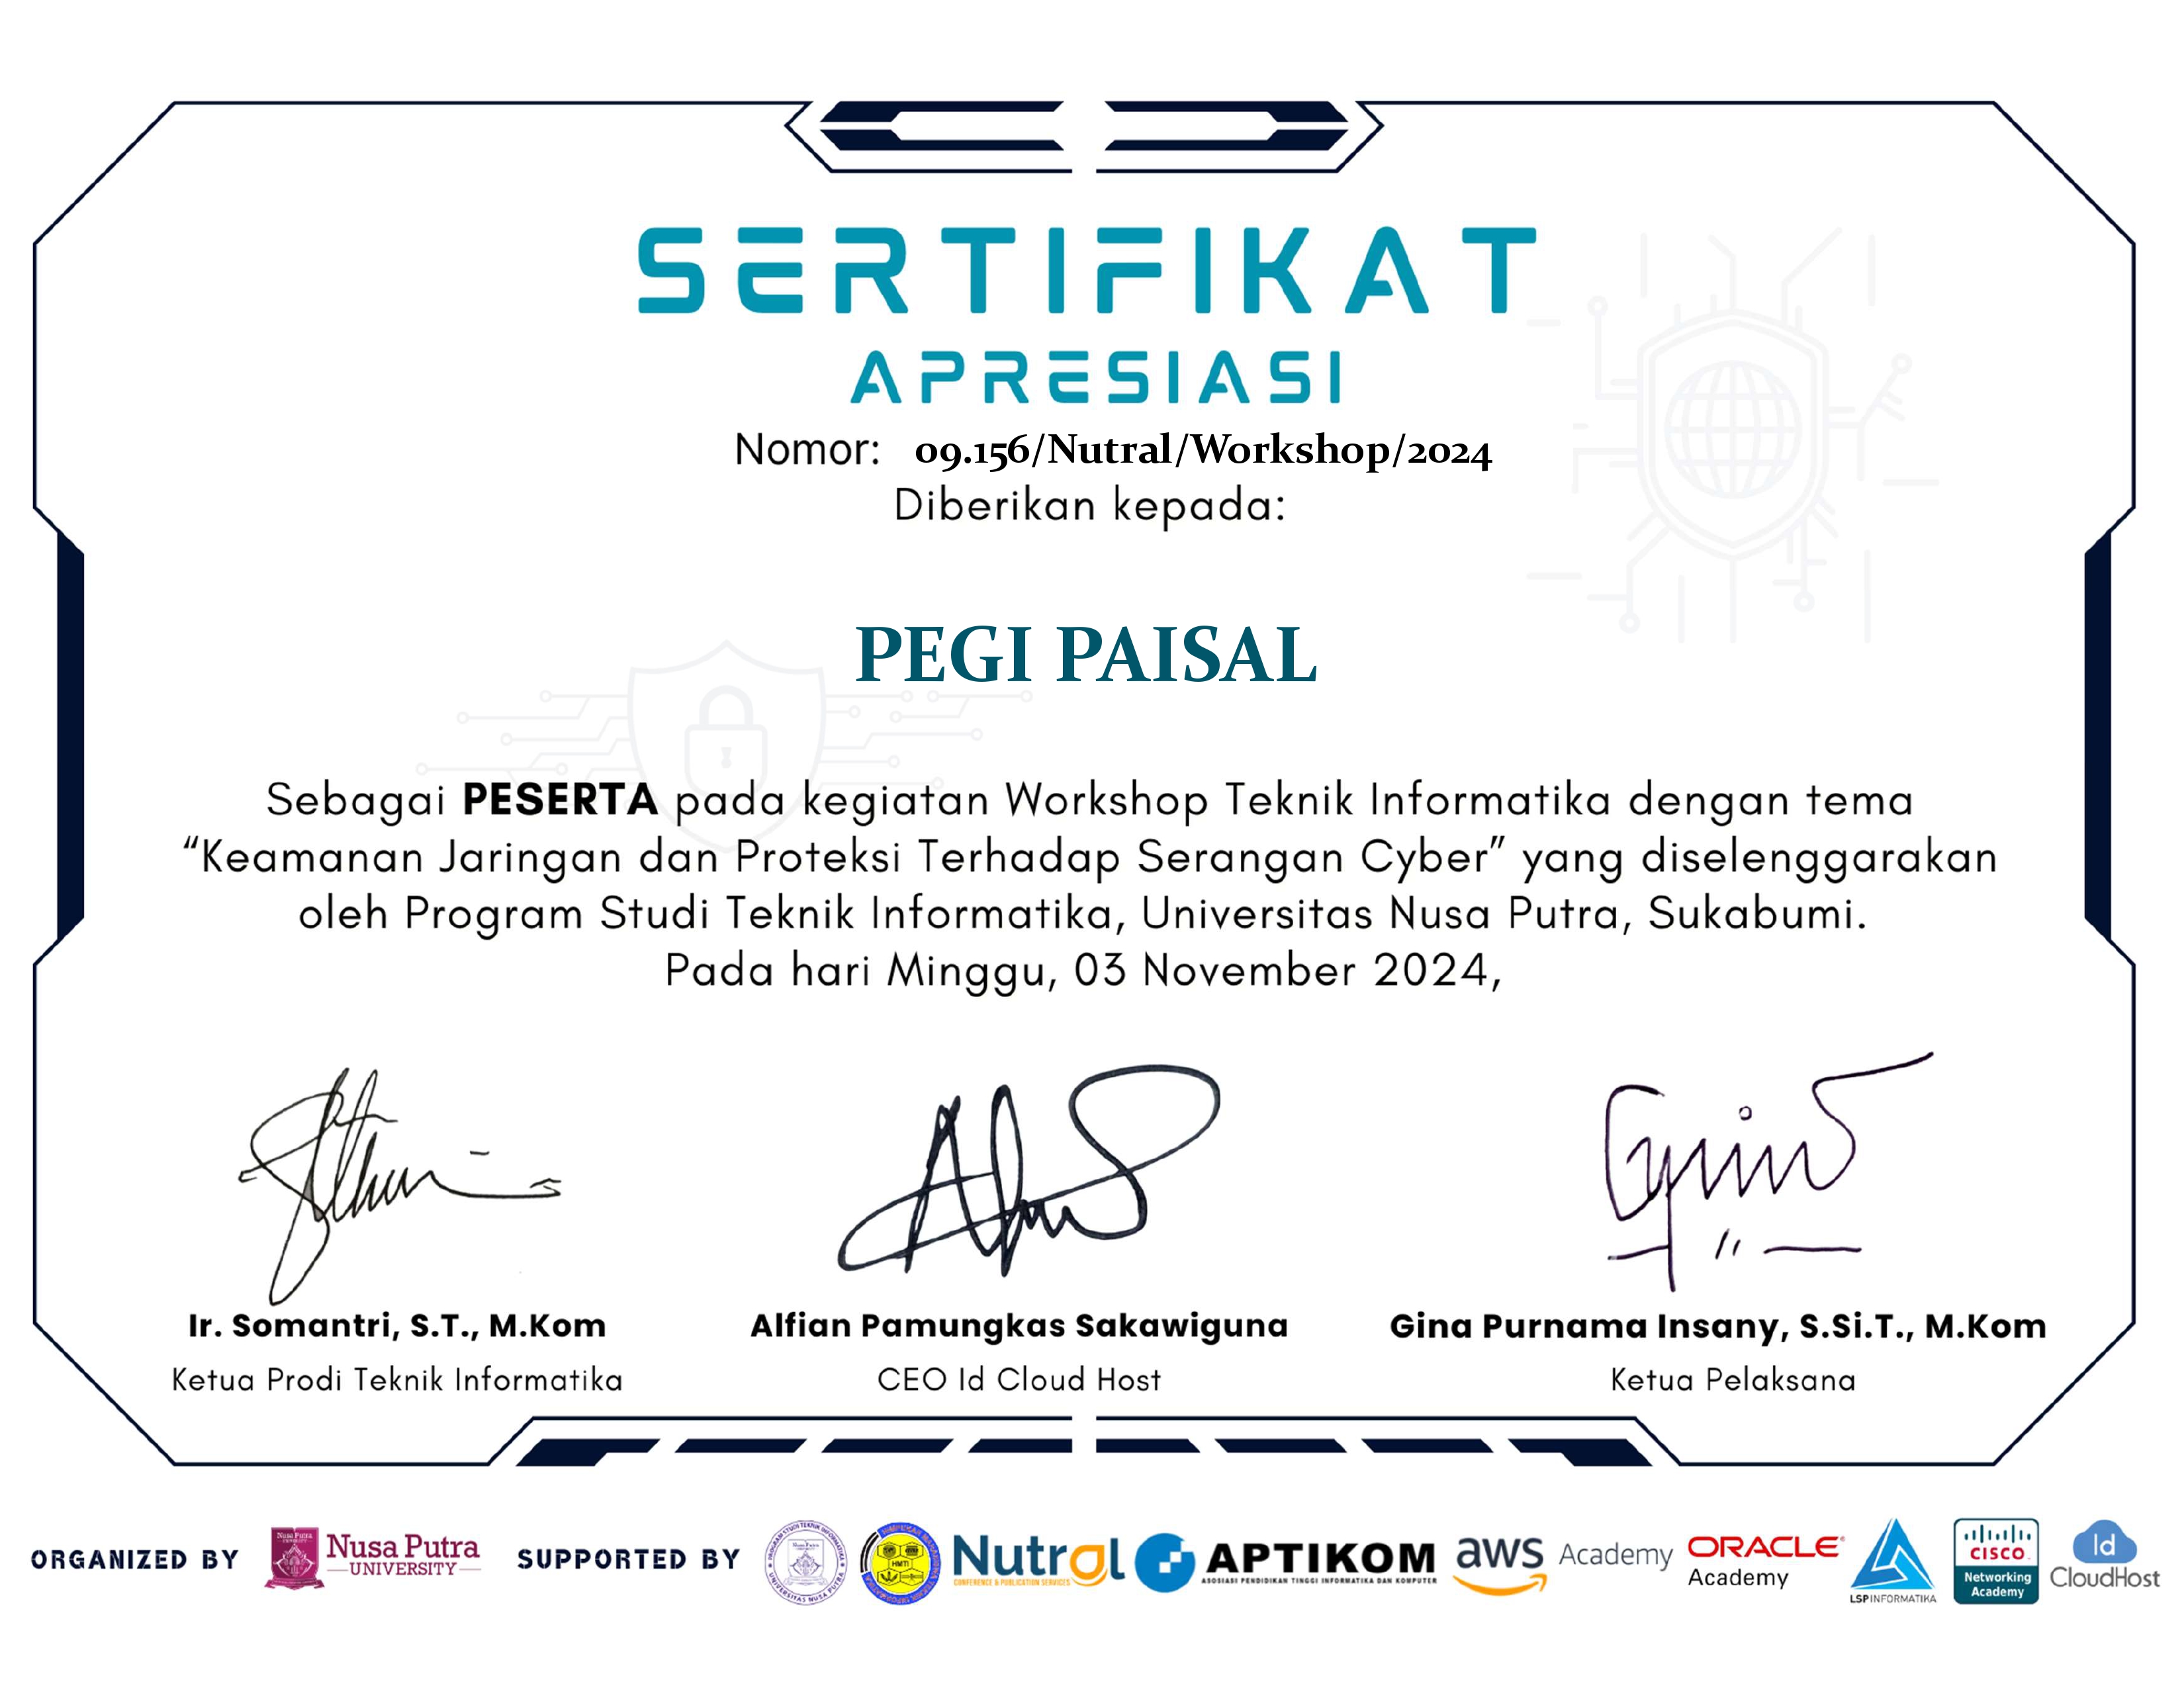 SERTIFIKAT
APRESIASI
Nomor: 09.156/Nutral/Workshop/2024
Diberikan kepada:
PEGI PAISAL
Sebagai PESERTA pada kegiatan Workshop Teknik Informatika dengan tema
“Keamanan Jaringan dan Proteksi Terhadap Serangan Cyber” yang diselenggarakan
oleh Program Studi Teknik Informatika, Universitas Nusa Putra, Sukabumi.
Pada hari Minggu, 03 November 2024,
Ir. Somantri, S.T., M.Kom
Ketua Prodi Teknik Informatika
Alfian Pamungkas Sakawiguna
CEO Id Cloud Host
Gina Purnama Insany, S.Si.T., M.Kom
Ketua Pelaksana
ORGANIZED BY
Nusa Putra
UNIVERSITY
SUPPORTED BY
HMTI
Nutral
CONFERENCE & PUBLICATION SERVICES
APTIKOM
ASOSIASI PENDIDIKAN TINGGI INFORMATIKA DAN KOMPUTER
aws Academy
ORACLE
Academy
LSP INFORMATIKA
CISCO
Networking
Academy
Id
CloudHost